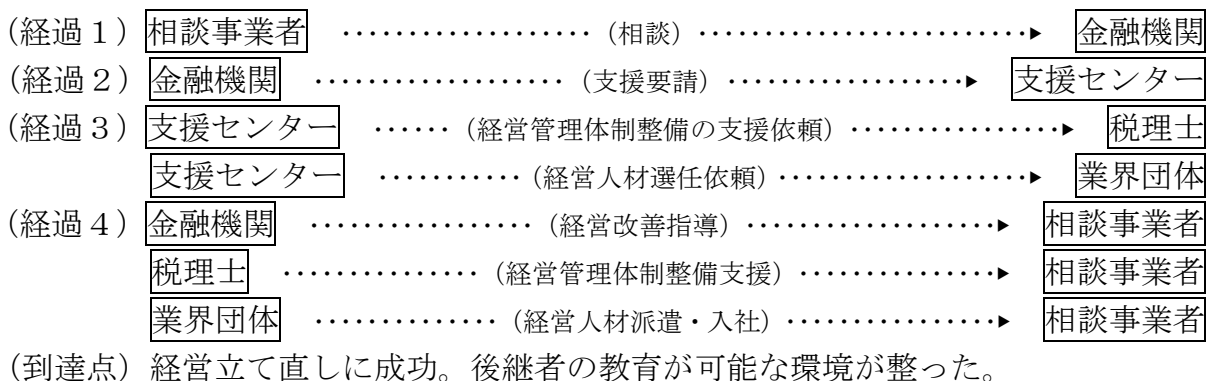 （経過１）相談事業者 ･･･････････････････（相談）･････････････････････････▶ 金融機関
（経過２）金融機関 ･･･････････････････（支援要請）･･････････････････▶ 支援センター
（経過３）支援センター ･･････（経営管理体制整備の支援依頼）････････････････▶ 税理士
支援センター ･･･････････（経営人材選任依頼）･･･････････････････▶ 業界団体
（経過４）金融機関 ･････････････････（経営改善指導）･･･････････････････▶ 相談事業者
税理士 ･･･････････････（経営管理体制整備支援）･･･････････････▶ 相談事業者
業界団体 ･･････････････（経営人材派遣・入社）････････････････▶ 相談事業者
（到達点）経営立て直しに成功。後継者の教育が可能な環境が整った。